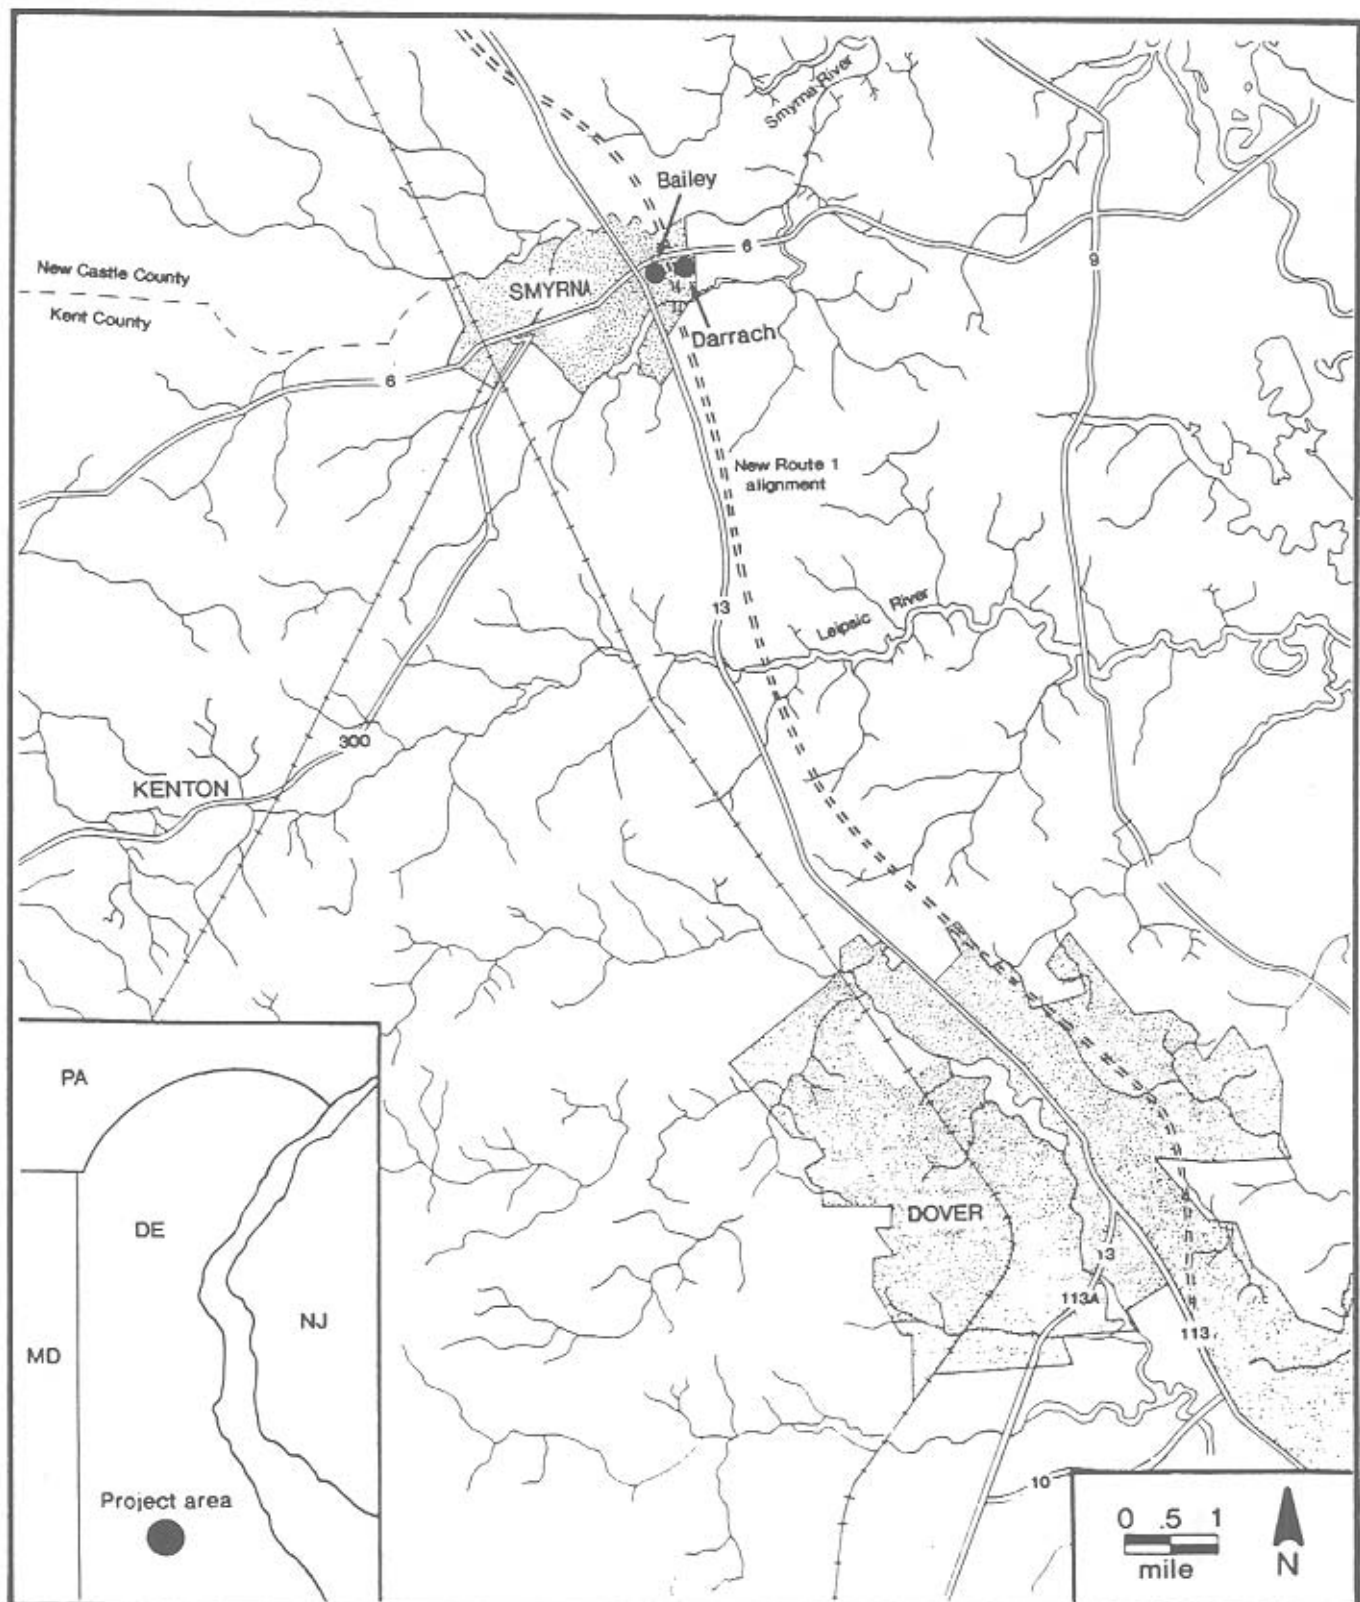 Smyrna River
Bailey
6
9
New Castle County
SMYRNA
Kent County
Darrach
6
New Route 1
alignment
13
Leipsic River
300
KENTON
PA
DE
DOVER
13
113A
NJ
113
MD
10
Project area
0 .5 1
mile
N